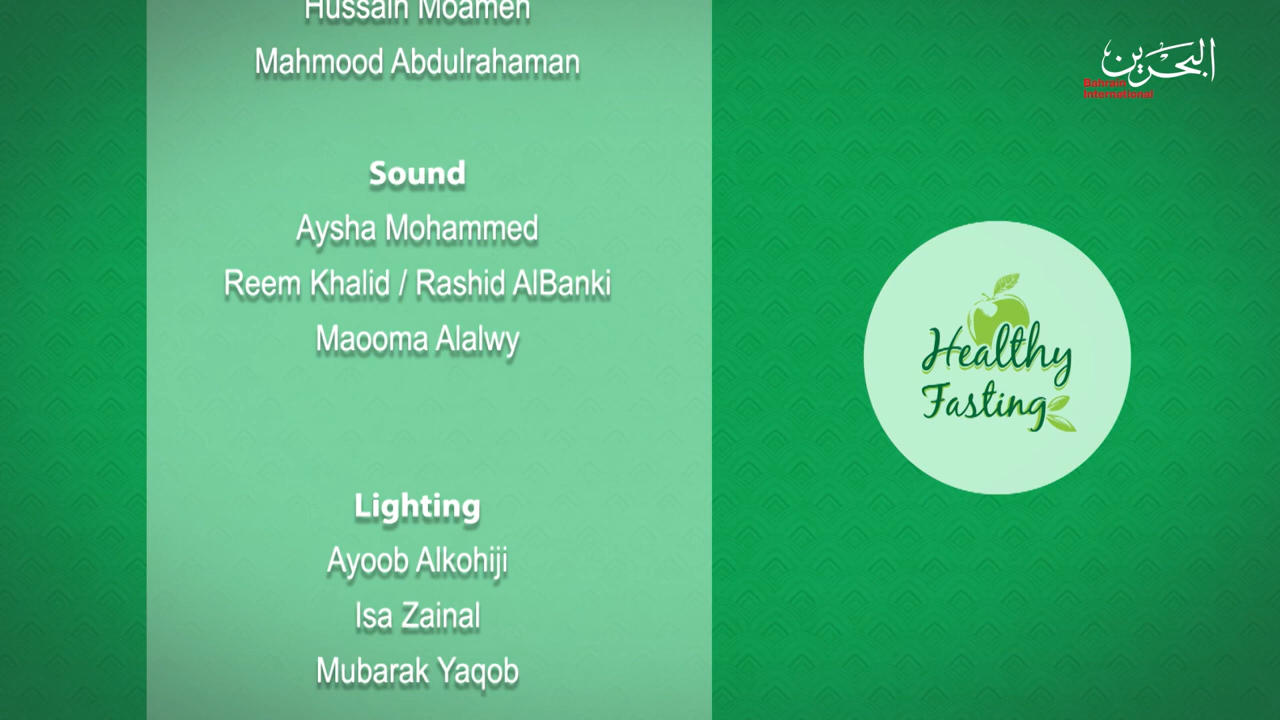 Hussain Moamen
Mahmood Abdulrahaman
Sound
Aysha Mohammed
Reem Khalid / Rashid AlBanki
Maooma Alalwy
Lighting
Ayoob Alkohiji
Isa Zainal
Mubarak Yaqob
البحرين
Bahrain
International
Healthy
Fasting